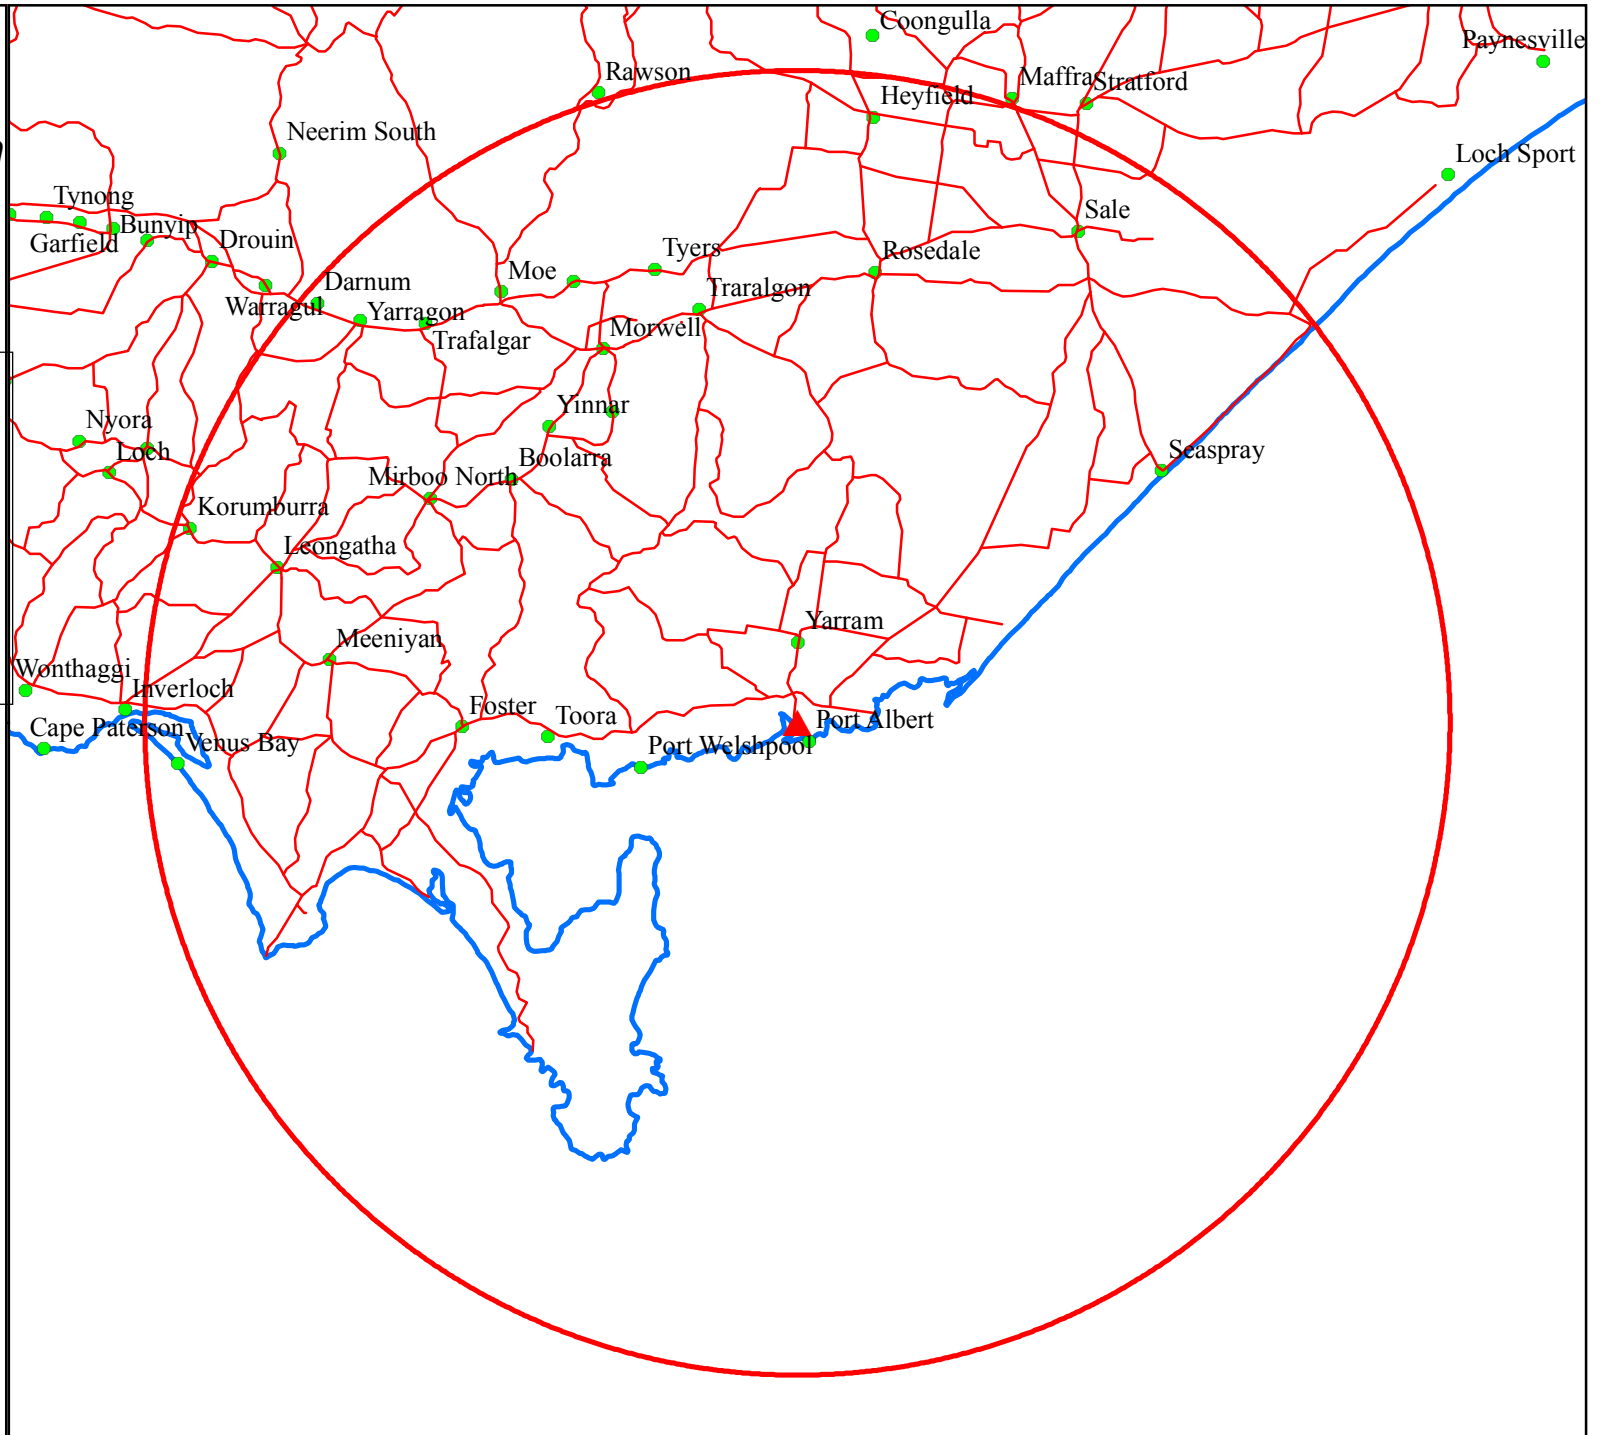 Coongulla
Paynesville
Rawson
Maffra
Stratford
Heyfield
Neerim South
Loch Sport
Tynong
Sale
Bunyip
Garfield
Drouin
Tyers
Rosedale
Moe
Darnum
Traralgon
Warragul
Yarragon
Morwell
Trafalgar
Yinnar
Nyora
Loch
Seaspray
Boolarra
Mirboo North
Korumburra
Leongatha
Yarram
Meeniyan
Wonthaggi
Inverloch
Foster
Toora
Port Albert
Cape Paterson
Venus Bay
Port Welshpool